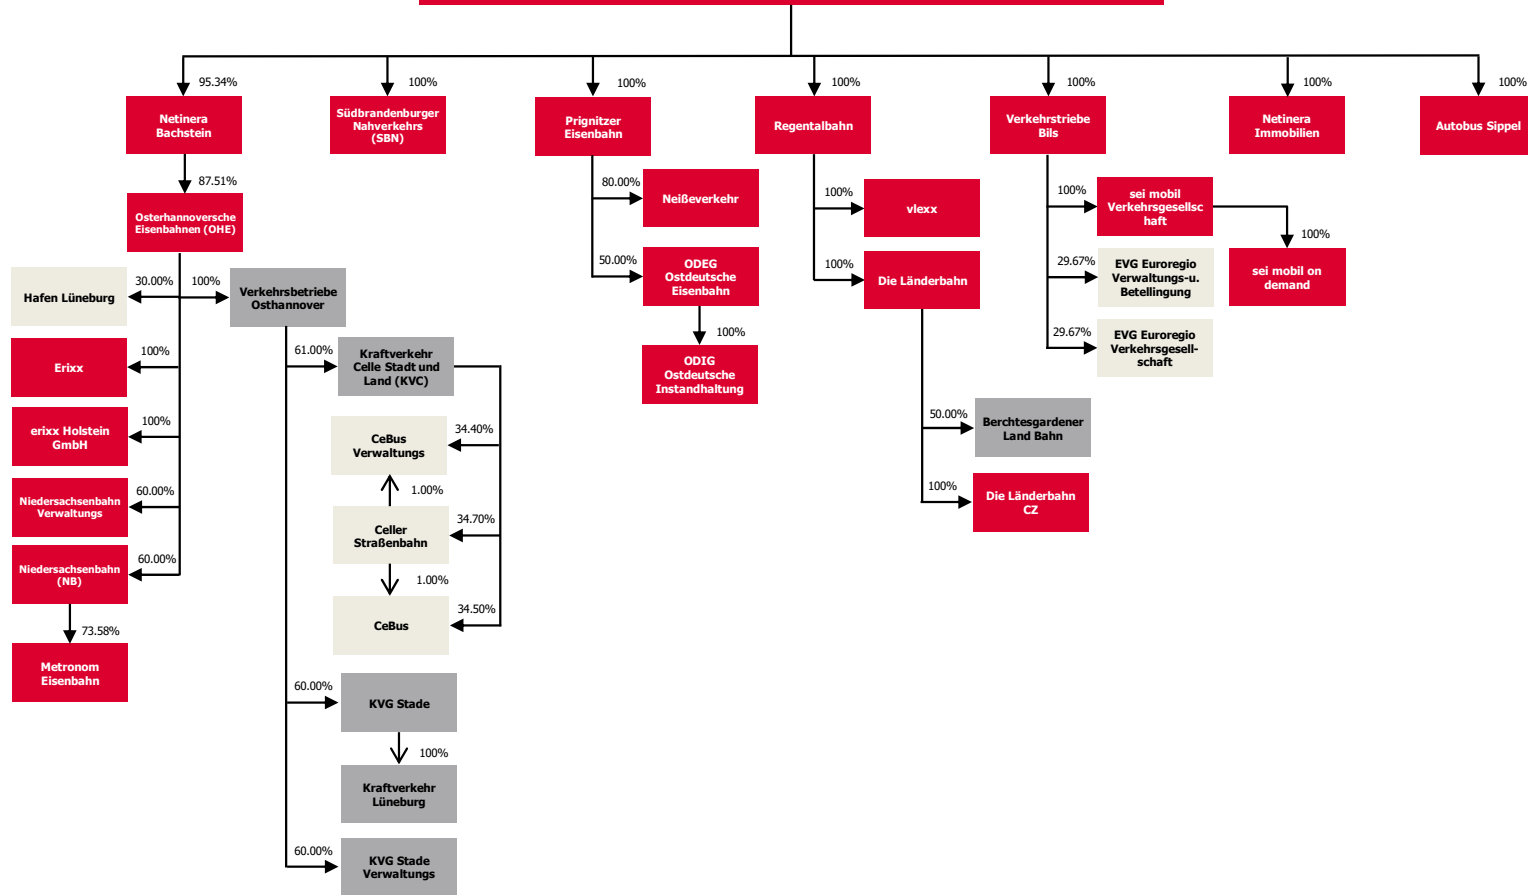 95.34%
100%
100%
100%
100%
100%
100%
Netinera
Bachstein
Südbrandenburger
Nahverkehrs
(SBN)
Prignitzer
Eisenbahn
Regentalbahn
Verkehrstriebe
Bils
Netinera
Immobilien
Autobus Sippel
87.51%
Osterhannoversche
Eisenbahnen (OHE)
80.00%
Neißeverkehr
100%
vlexx
100%
sei mobil
Verkehrsgesellsc
haft
100%
sei mobil on
demand
Hafen Lüneburg
30.00%
100%
Verkehrsbetriebe
Osthannover
50.00%
ODEG
Ostdeutsche
Eisenbahn
100%
Die Länderbahn
29.67%
EVG Euroregio
Verwaltungs-u.
Betellingung
100%
ODIG
Ostdeutsche
Instandhaltung
29.67%
EVG Euroregio
Verkehrsgesell-
schaft
Erixx
100%
61.00%
Kraftverkehr
Celle Stadt und
Land (KVC)
erixx Holstein
GmbH
100%
CeBus
Verwaltungs
34.40%
50.00%
Berchtesgardener
Land Bahn
Niedersachsenbahn
Verwaltungs
60.00%
1.00%
Celler
Straßenbahn
34.70%
100%
Die Länderbahn
CZ
Niedersachsenbahn
(NB)
60.00%
1.00%
CeBus
34.50%
73.58%
Metronom
Eisenbahn
60.00%
KVG Stade
100%
Kraftverkehr
Lüneburg
60.00%
KVG Stade
Verwaltungs